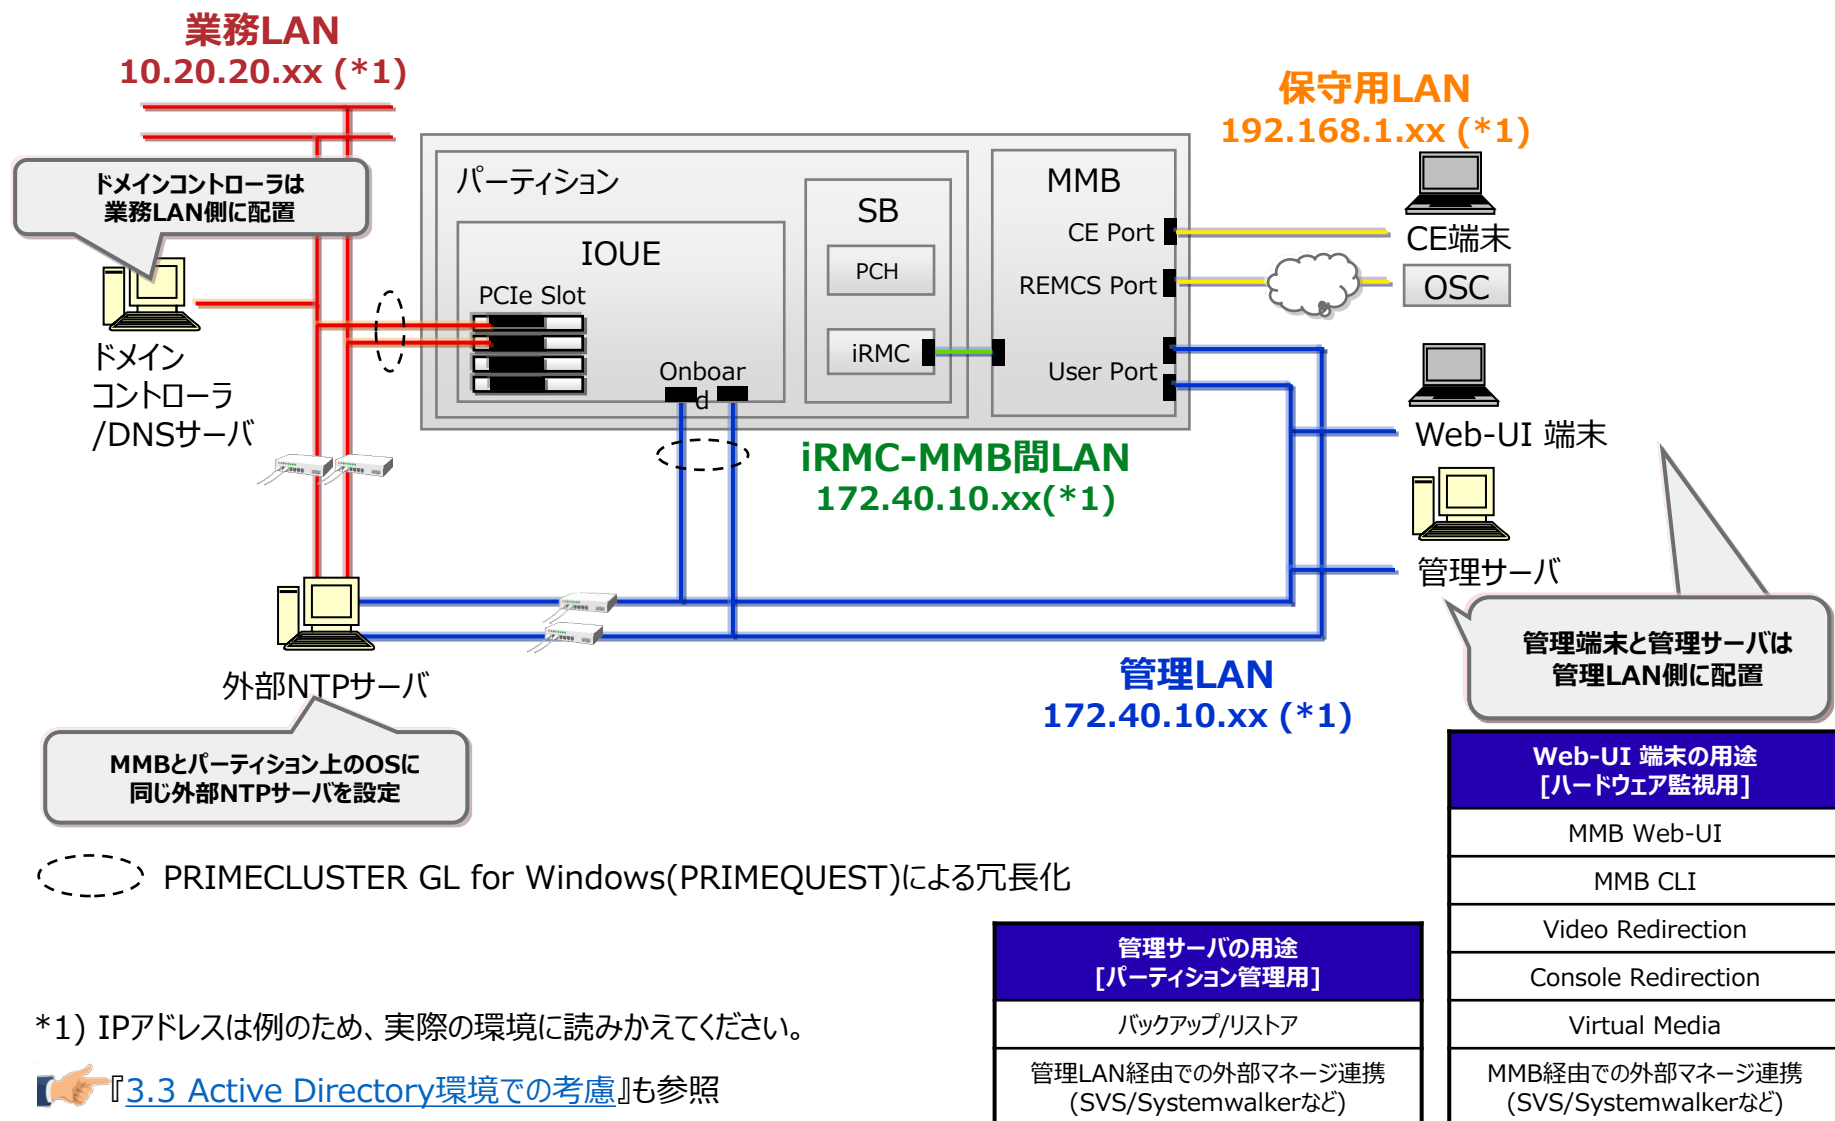 業務LAN
10.20.20.xx (*1)
保守用LAN
192.168.1.xx (*1)
ドメインコントローラは
業務LAN側に配置
パーティション
IOUE
PCIe Slot
Onboar
d
SB
PCH
iRMC
MMB
CE Port
REMCS Port
User Port
CE端末
OSC
Web-UI 端末
管理サーバ
ドメイン
コントローラ
/DNSサーバ
iRMC-MMB間LAN
172.40.10.xx(*1)
管理端末と管理サーバは
管理LAN側に配置
外部NTPサーバ
管理LAN
172.40.10.xx (*1)
MMBとパーティション上のOSに
同じ外部NTPサーバを設定
PRIMECLUSTER GL for Windows(PRIMEQUEST)による冗長化
Web-UI 端末の用途
[ハードウェア監視用]
MMB Web-UI
MMB CLI
Video Redirection
Console Redirection
Virtual Media
MMB経由での外部マネージ連携
(SVS/Systemwalkerなど)
管理サーバの用途
[パーティション管理用]
バックアップ/リストア
管理LAN経由での外部マネージ連携
(SVS/Systemwalkerなど)
*1) IPアドレスは例のため、実際の環境に読みかえてください。
『3.3 Active Directory環境での考慮』も参照